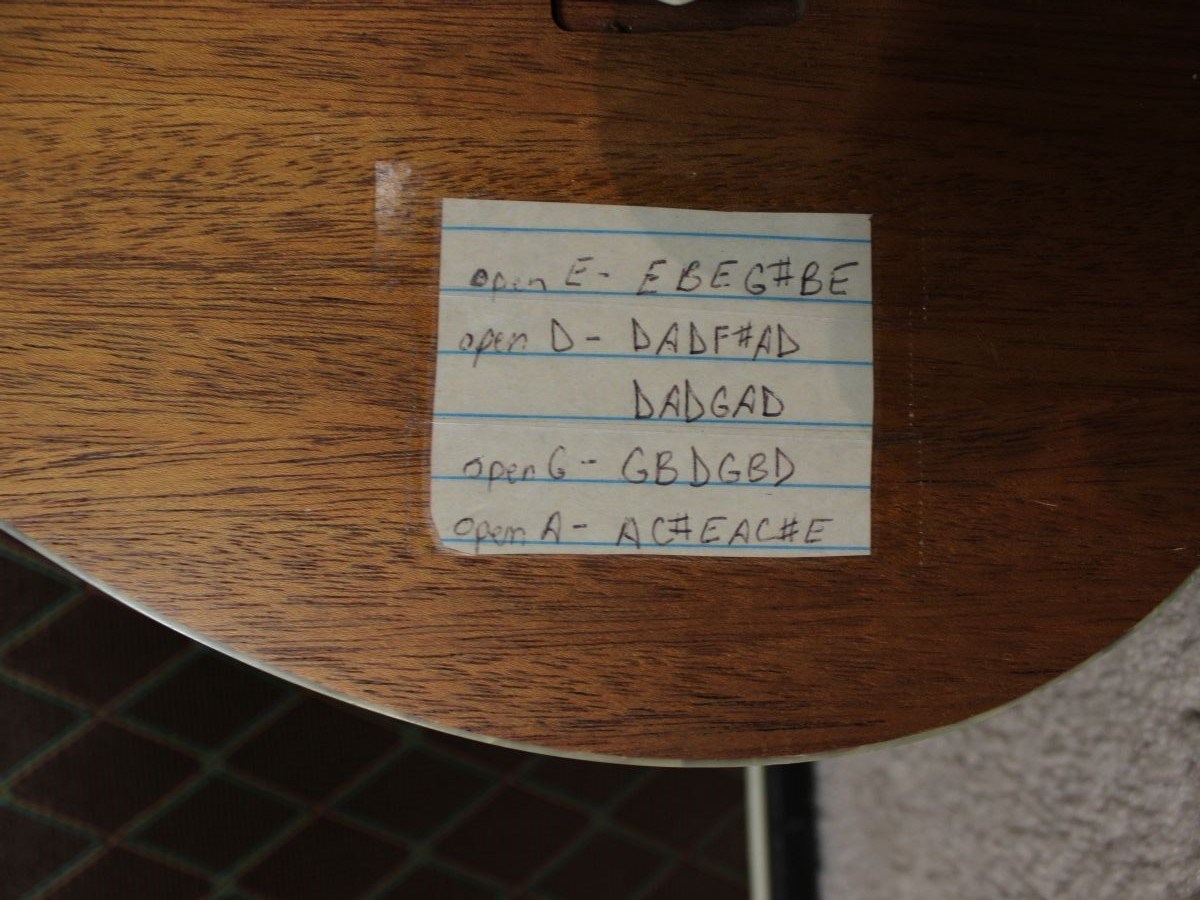 open E- EBEG#BE
open D- DADF#AD
DADGAD
open G- GBDGBD
open A- AC#EAC#E